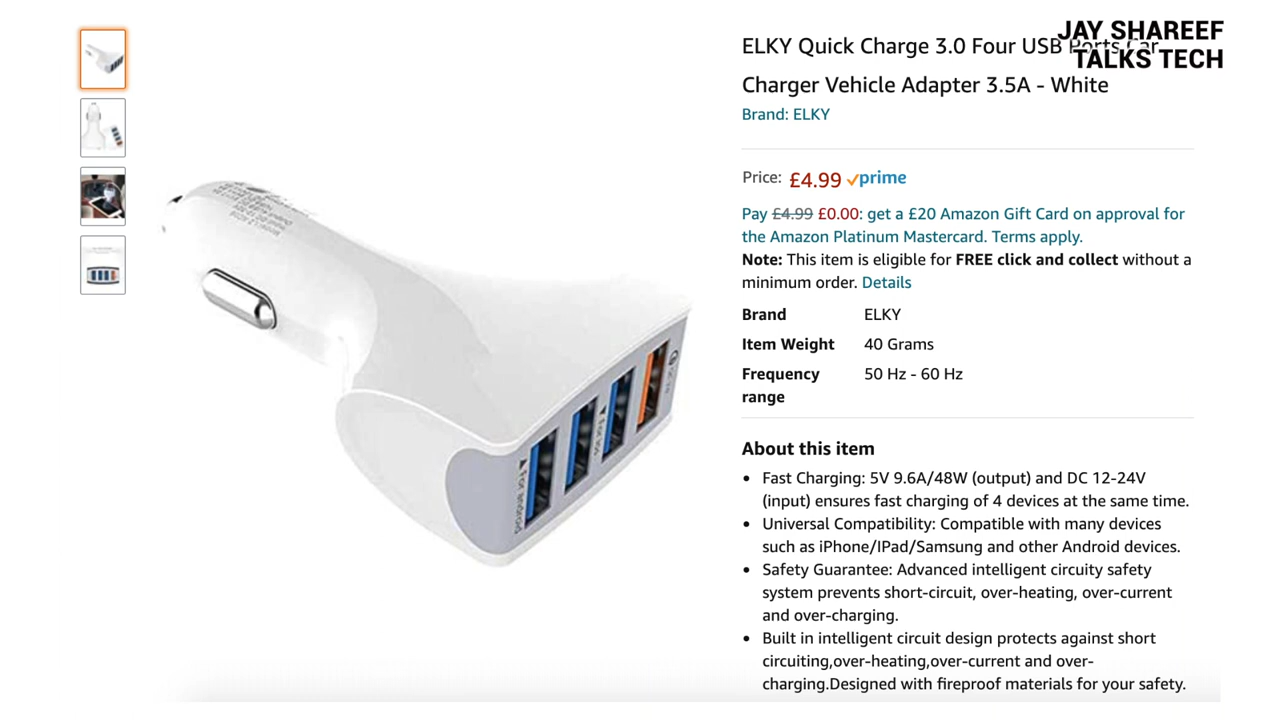 JAY SHAREEF
TALKS TECH
ELKY Quick Charge 3.0 Four USB Ports Car
Charger Vehicle Adapter 3.5A - White
Brand: ELKY
Price: £4.99 prime
Pay £4.99 £0.00: get a £20 Amazon Gift Card on approval for
the Amazon Platinum Mastercard. Terms apply.
Note: This item is eligible for FREE click and collect without a
minimum order. Details
Brand ELKY
Item Weight 40 Grams
Frequency range 50 Hz - 60 Hz
About this item
• Fast Charging: 5V 9.6A/48W (output) and DC 12-24V
(input) ensures fast charging of 4 devices at the same time.
• Universal Compatibility: Compatible with many devices
such as iPhone/IPad/Samsung and other Android devices.
• Safety Guarantee: Advanced intelligent circuity safety
system prevents short-circuit, over-heating, over-current
and over-charging.
• Built in intelligent circuit design protects against short
circuiting,over-heating,over-current and over-
charging.Designed with fireproof materials for your safety.
For android